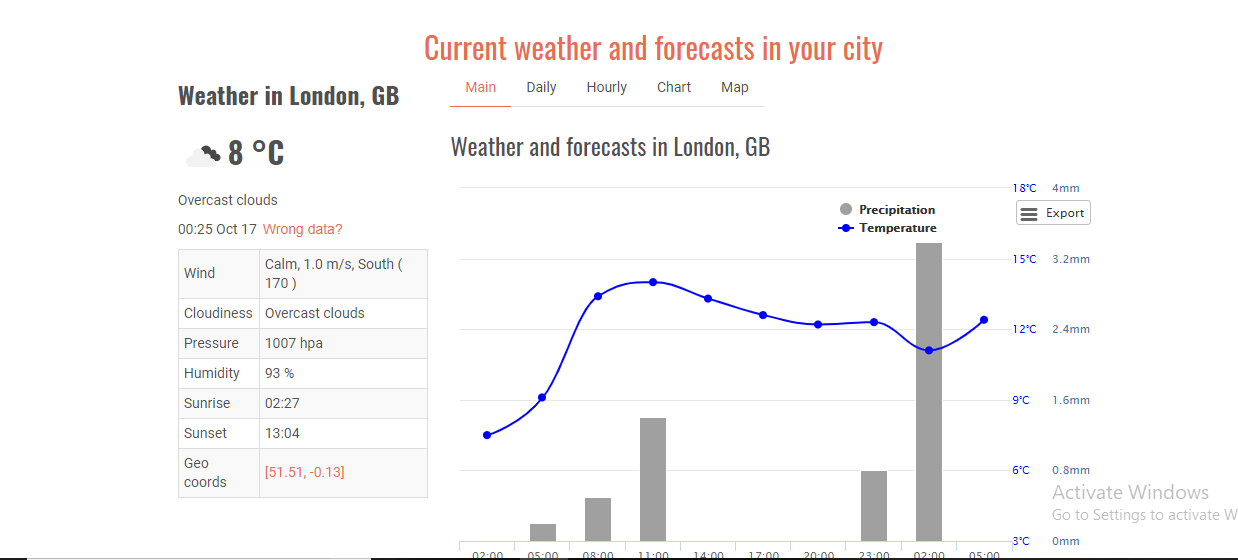 Current weather and forecasts in your city
Weather in London, GB
8 °C
Overcast clouds
00:25 Oct 17 Wrong data?
Wind
Calm, 1.0 m/s, South (
170 )
Cloudiness Overcast clouds
Pressure 1007 hpa
Humidity 93 %
Sunrise 02:27
Sunset 13:04
Geo
coords
[51.51, -0.13]
Main Daily Hourly Chart Map
Weather and forecasts in London, GB
Precipitation
Temperature
Export
18°C 4mm
15°C 3.2mm
12°C 2.4mm
9°C 1.6mm
6°C 0.8mm
3°C 0mm
02:00 05:00 08:00 11:00 14:00 17:00 20:00 23:00 02:00 05:00
Activate Windows
Go to Settings to activate W